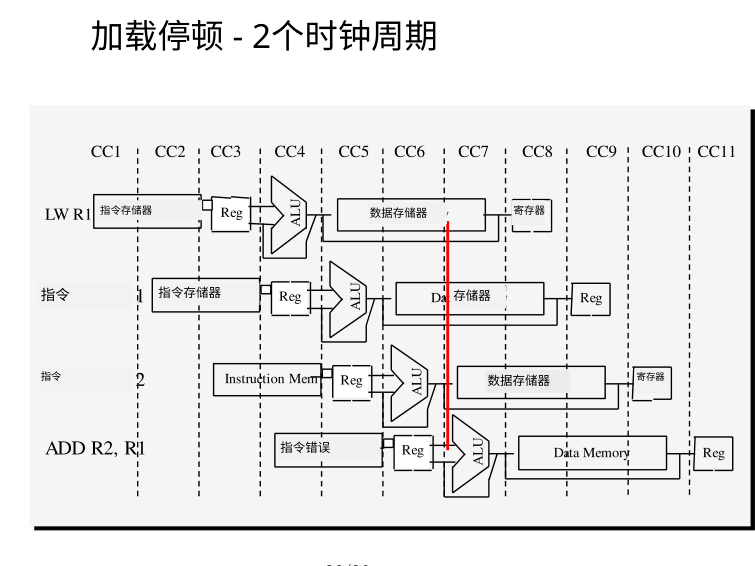 加载停顿 - 2个时钟周期
CC1 CC2 CC3 CC4 CC5 CC6 CC7 CC8 CC9 CC10 CC11
LW R1 指令存储器 Reg ALU 数据存储器 寄存器
指令 1 指令存储器 Reg ALU Da 存储器 Reg
指令 2 Instruction Mem Reg ALU 数据存储器 寄存器
ADD R2, R1 指令错误 Reg ALU Data Memory Reg